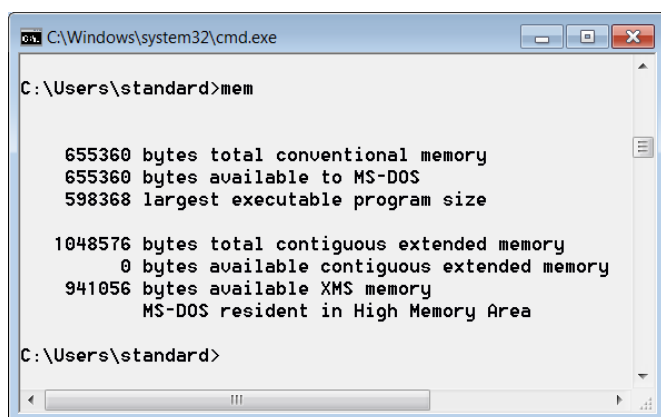 C:\Windows\system32\cmd.exe
C:\Users\standard>mem
655360 bytes total conventional memory
655360 bytes available to MS-DOS
598368 largest executable program size
1048576 bytes total contiguous extended memory
0 bytes available contiguous extended memory
941056 bytes available XMS memory
MS-DOS resident in High Memory Area
C:\Users\standard>